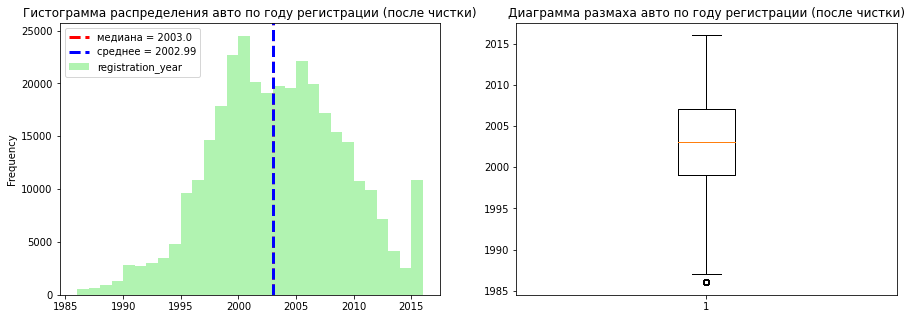 Гистограмма распределения авто по году регистрации (после чистки)
медиана = 2003.0
среднее = 2002.99
registration_year
Frequency
25000
20000
15000
10000
5000
0
1985 1990 1995 2000 2005 2010 2015
Диаграмма размаха авто по году регистрации (после чистки)
2015
2010
2005
2000
1995
1990
1985
1